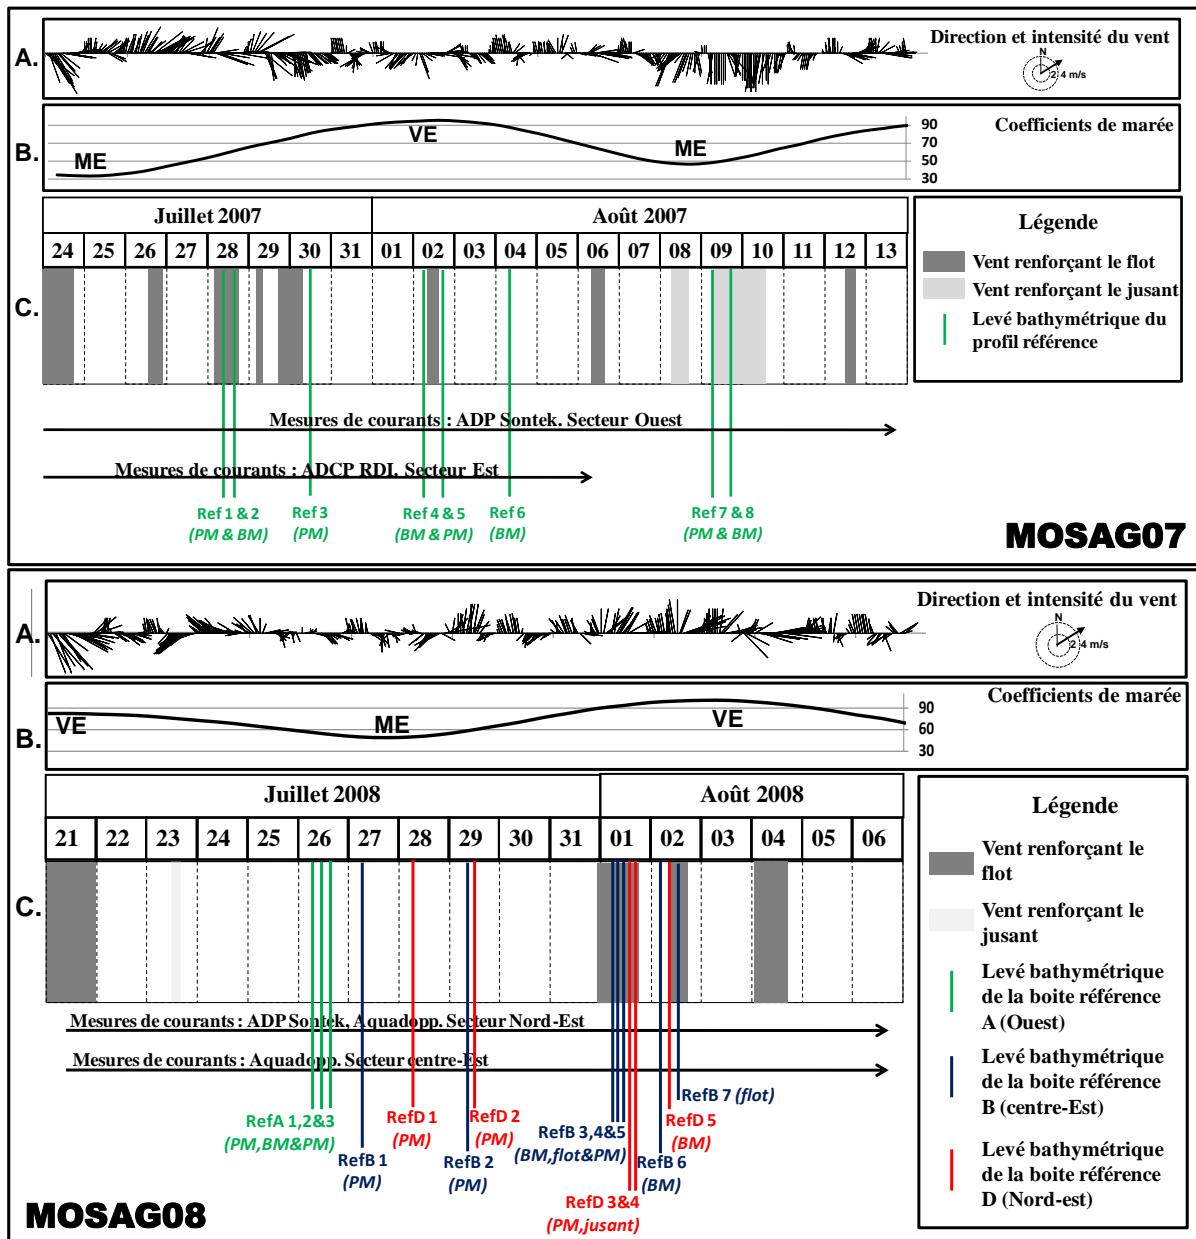 A.
Direction et intensité du vent
N
2 4 m/s
B.
ME
VE
ME
90
70
50
30
Coefficients de marée
Juillet 2007
Août 2007
24 25 26 27 28 29 30 31 01 02 03 04 05 06 07 08 09 10 11 12 13
C.
Légende
Vent renforçant le flot
Vent renforçant le jusant
Levé bathymétrique du
profil référence
Mesures de courants : ADP Sontek. Secteur Ouest
Mesures de courants : ADCP RDI. Secteur Est
Ref 1 & 2
(PM & BM)
Ref 3
(PM)
Ref 4 & 5
(BM & PM)
Ref 6
(BM)
Ref 7 & 8
(PM & BM)
MOSAG07
A.
Direction et intensité du vent
N
2 4 m/s
B.
VE
ME
VE
90
60
30
Coefficients de marée
Juillet 2008
Août 2008
21 22 23 24 25 26 27 28 29 30 31 01 02 03 04 05 06
C.
Légende
Vent renforçant le
flot
Vent renforçant le
jusant
Levé bathymétrique
de la boite référence
A (Ouest)
Levé bathymétrique
de la boite référence
B (centre-Est)
Levé bathymétrique
de la boite référence
D (Nord-est)
Mesures de courants : ADP Sontek, Aquadopp. Secteur Nord-Est
Mesures de courants : Aquadopp. Secteur centre-Est
RefA 1,2&3
(PM,BM&PM)
RefB 1
(PM)
RefD 1
(PM)
RefD 2
(PM)
RefB 2
(PM)
RefB 3,4&5
(BM,flot&PM)
RefD 3&4
(PM,jusant)
RefB 6
(BM)
RefD 5
(BM)
RefB 7 (flot)
MOSAG08